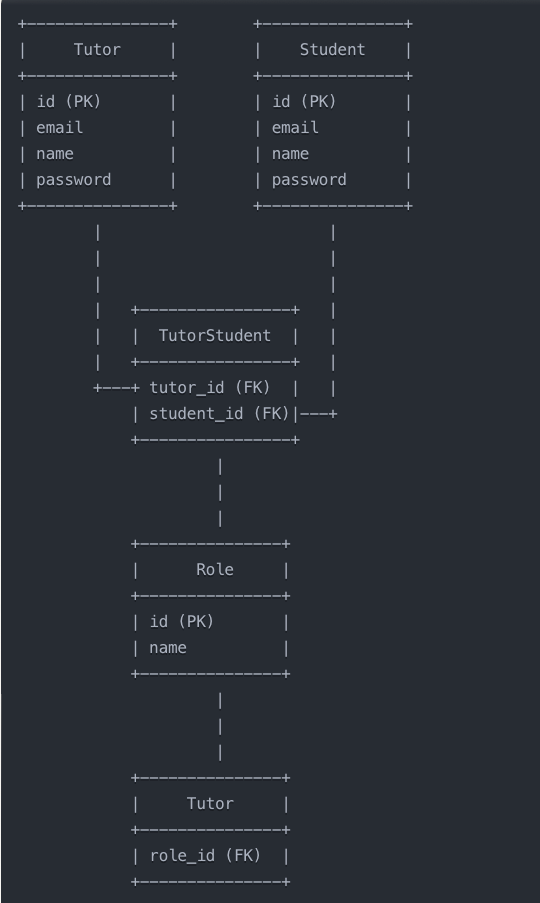 +---------------+        +---------------+
|     Tutor     |        |    Student    |
+---------------+        +---------------+
| id (PK)       |        | id (PK)       |
| email         |        | email         |
| name          |        | name          |
| password      |        | password      |
+---------------+        +---------------+
        |                        |
        |                        |
        |                        |
        |   +----------------+   |
        |   |  TutorStudent  |   |
        |   +----------------+   |
        +---+ tutor_id (FK)  |   |
            | student_id (FK)|---+
            +----------------+
                     |
                     |
                     |
            +---------------+
            |      Role     |
            +---------------+
            | id (PK)       |
            | name          |
            +---------------+
                     |
                     |
                     |
            +---------------+
            |     Tutor     |
            +---------------+
            | role_id (FK)  |
            +---------------+